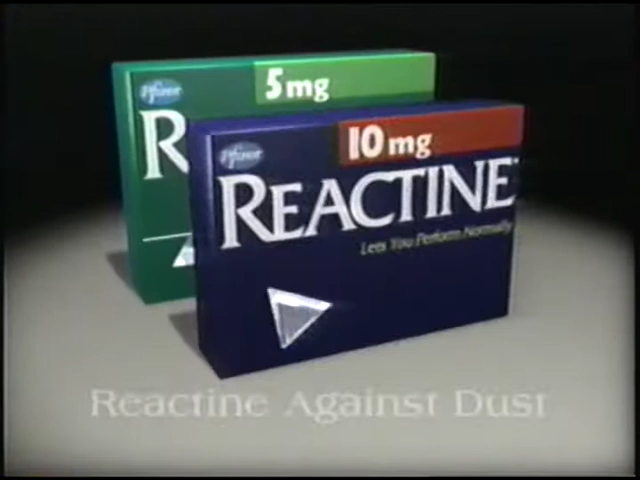 Pfizer
5mg
R
Pfizer
10mg
REACTINE
Lets You Perform Normally
Reactine Against Dust